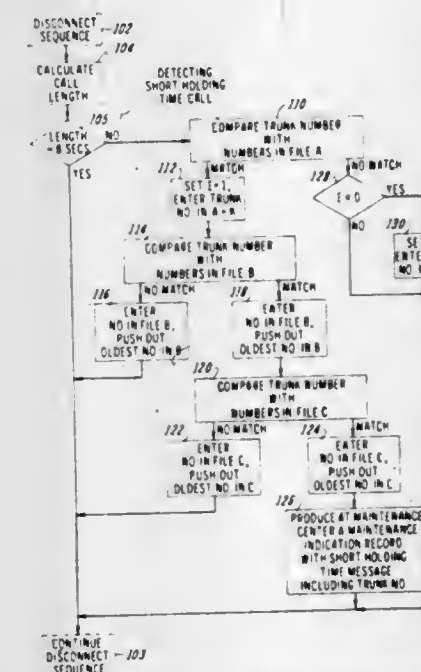 DISCONNECT
SEQUENCE
102
104
CALCULATE
CALL
LENGTH
DETECTING
SHORT HOLDING
TIME CALL
105
LENGTH
SECS
NO
YES
110
COMPARE TRUNK NUMBER
WITH
NUMBERS IN FILE A
MATCH
NO MATCH
112
SET I=1,
ENTER TRUNK
NO IN A
128
I = 0
YES
NO
130
SE
ENTE
NO
114
COMPARE TRUNK NUMBER
WITH
NUMBERS IN FILE B
NO MATCH
MATCH
116
ENTER
NO IN FILE B,
PUSH OUT
OLDEST NO IN B
118
ENTER
NO IN FILE B,
PUSH OUT
OLDEST NO IN B
120
COMPARE TRUNK NUMBER
WITH
NUMBERS IN FILE C
NO MATCH
MATCH
122
ENTER
NO IN FILE C,
PUSH OUT
OLDEST NO IN C
124
ENTER
NO IN FILE C,
PUSH OUT
OLDEST NO IN C
126
PRODUCE AT MAINTENANCE
CENTER A MAINTENANCE
INDICATION RECORD
WITH SHORT HOLDING
TIME MESSAGE
INCLUDING TRUNK NO
CONTINUE
DISCONNECT
SEQUENCE
103